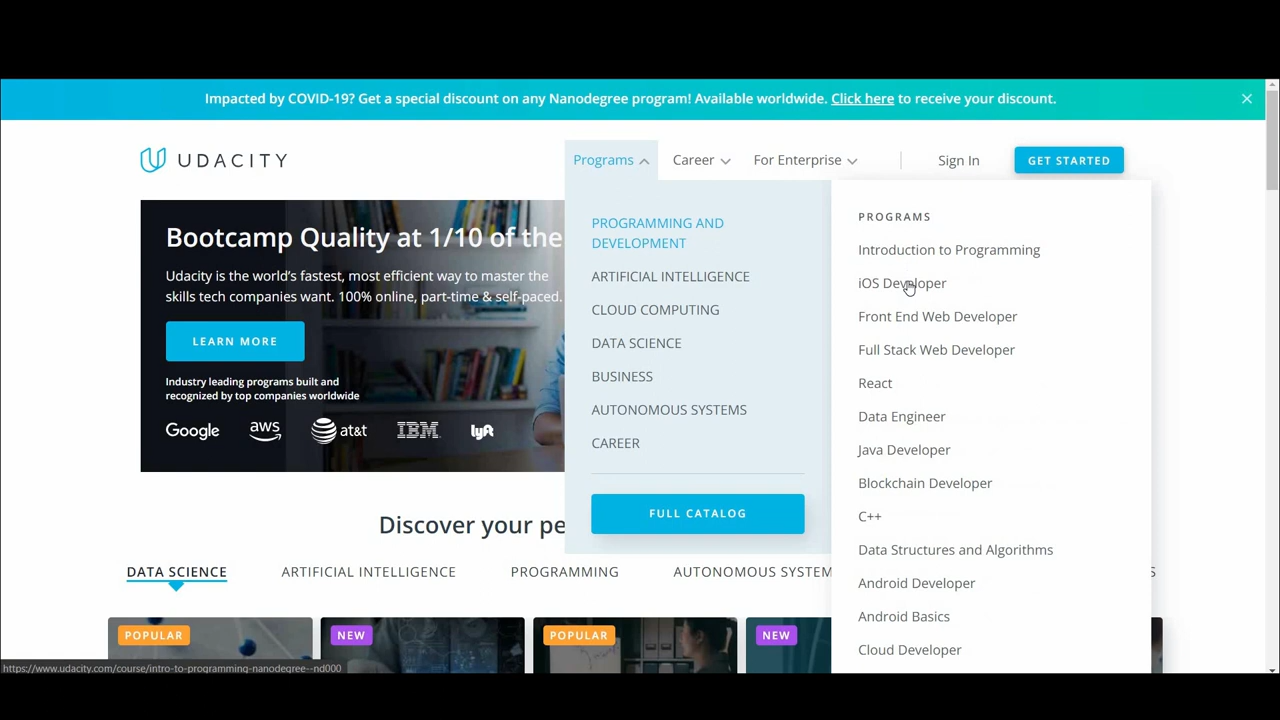 Impacted by COVID-19? Get a special discount on any Nanodegree program! Available worldwide. Click here to receive your discount.
UDACITY
Programs
Career
For Enterprise
Sign In
GET STARTED
Bootcamp Quality at 1/10 of the
Udacity is the world's fastest, most efficient way to master the
skills tech companies want. 100% online, part-time & self-paced.
LEARN MORE
Industry leading programs built and
recognized by top companies worldwide
Google
aws
at&t
IBM
lyft
PROGRAMMING AND
DEVELOPMENT
ARTIFICIAL INTELLIGENCE
CLOUD COMPUTING
DATA SCIENCE
BUSINESS
AUTONOMOUS SYSTEMS
CAREER
FULL CATALOG
PROGRAMS
Introduction to Programming
iOS Developer
Front End Web Developer
Full Stack Web Developer
React
Data Engineer
Java Developer
Blockchain Developer
C++
Data Structures and Algorithms
Android Developer
Android Basics
Cloud Developer
Discover your pe
DATA SCIENCE
ARTIFICIAL INTELLIGENCE
PROGRAMMING
AUTONOMOUS SYSTEM
S
POPULAR
NEW
POPULAR
NEW
https://www.udacity.com/course/intro-to-programming-nanodegree--nd000